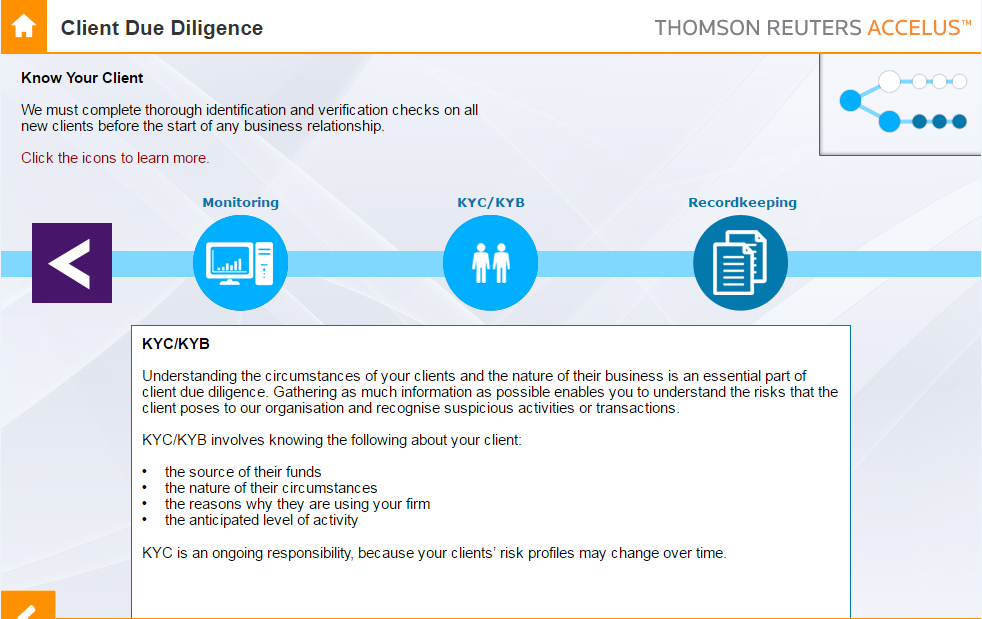 Client Due Diligence
THOMSON REUTERS ACCELUS™
Know Your Client
We must complete thorough identification and verification checks on all
new clients before the start of any business relationship.
Click the icons to learn more.
Monitoring
KYC/KYB
Recordkeeping
KYC/KYB
Understanding the circumstances of your clients and the nature of their business is an essential part of
client due diligence. Gathering as much information as possible enables you to understand the risks that the
client poses to our organisation and recognise suspicious activities or transactions.
KYC/KYB involves knowing the following about your client:
• the source of their funds
• the nature of their circumstances
• the reasons why they are using your firm
• the anticipated level of activity
KYC is an ongoing responsibility, because your clients’ risk profiles may change over time.